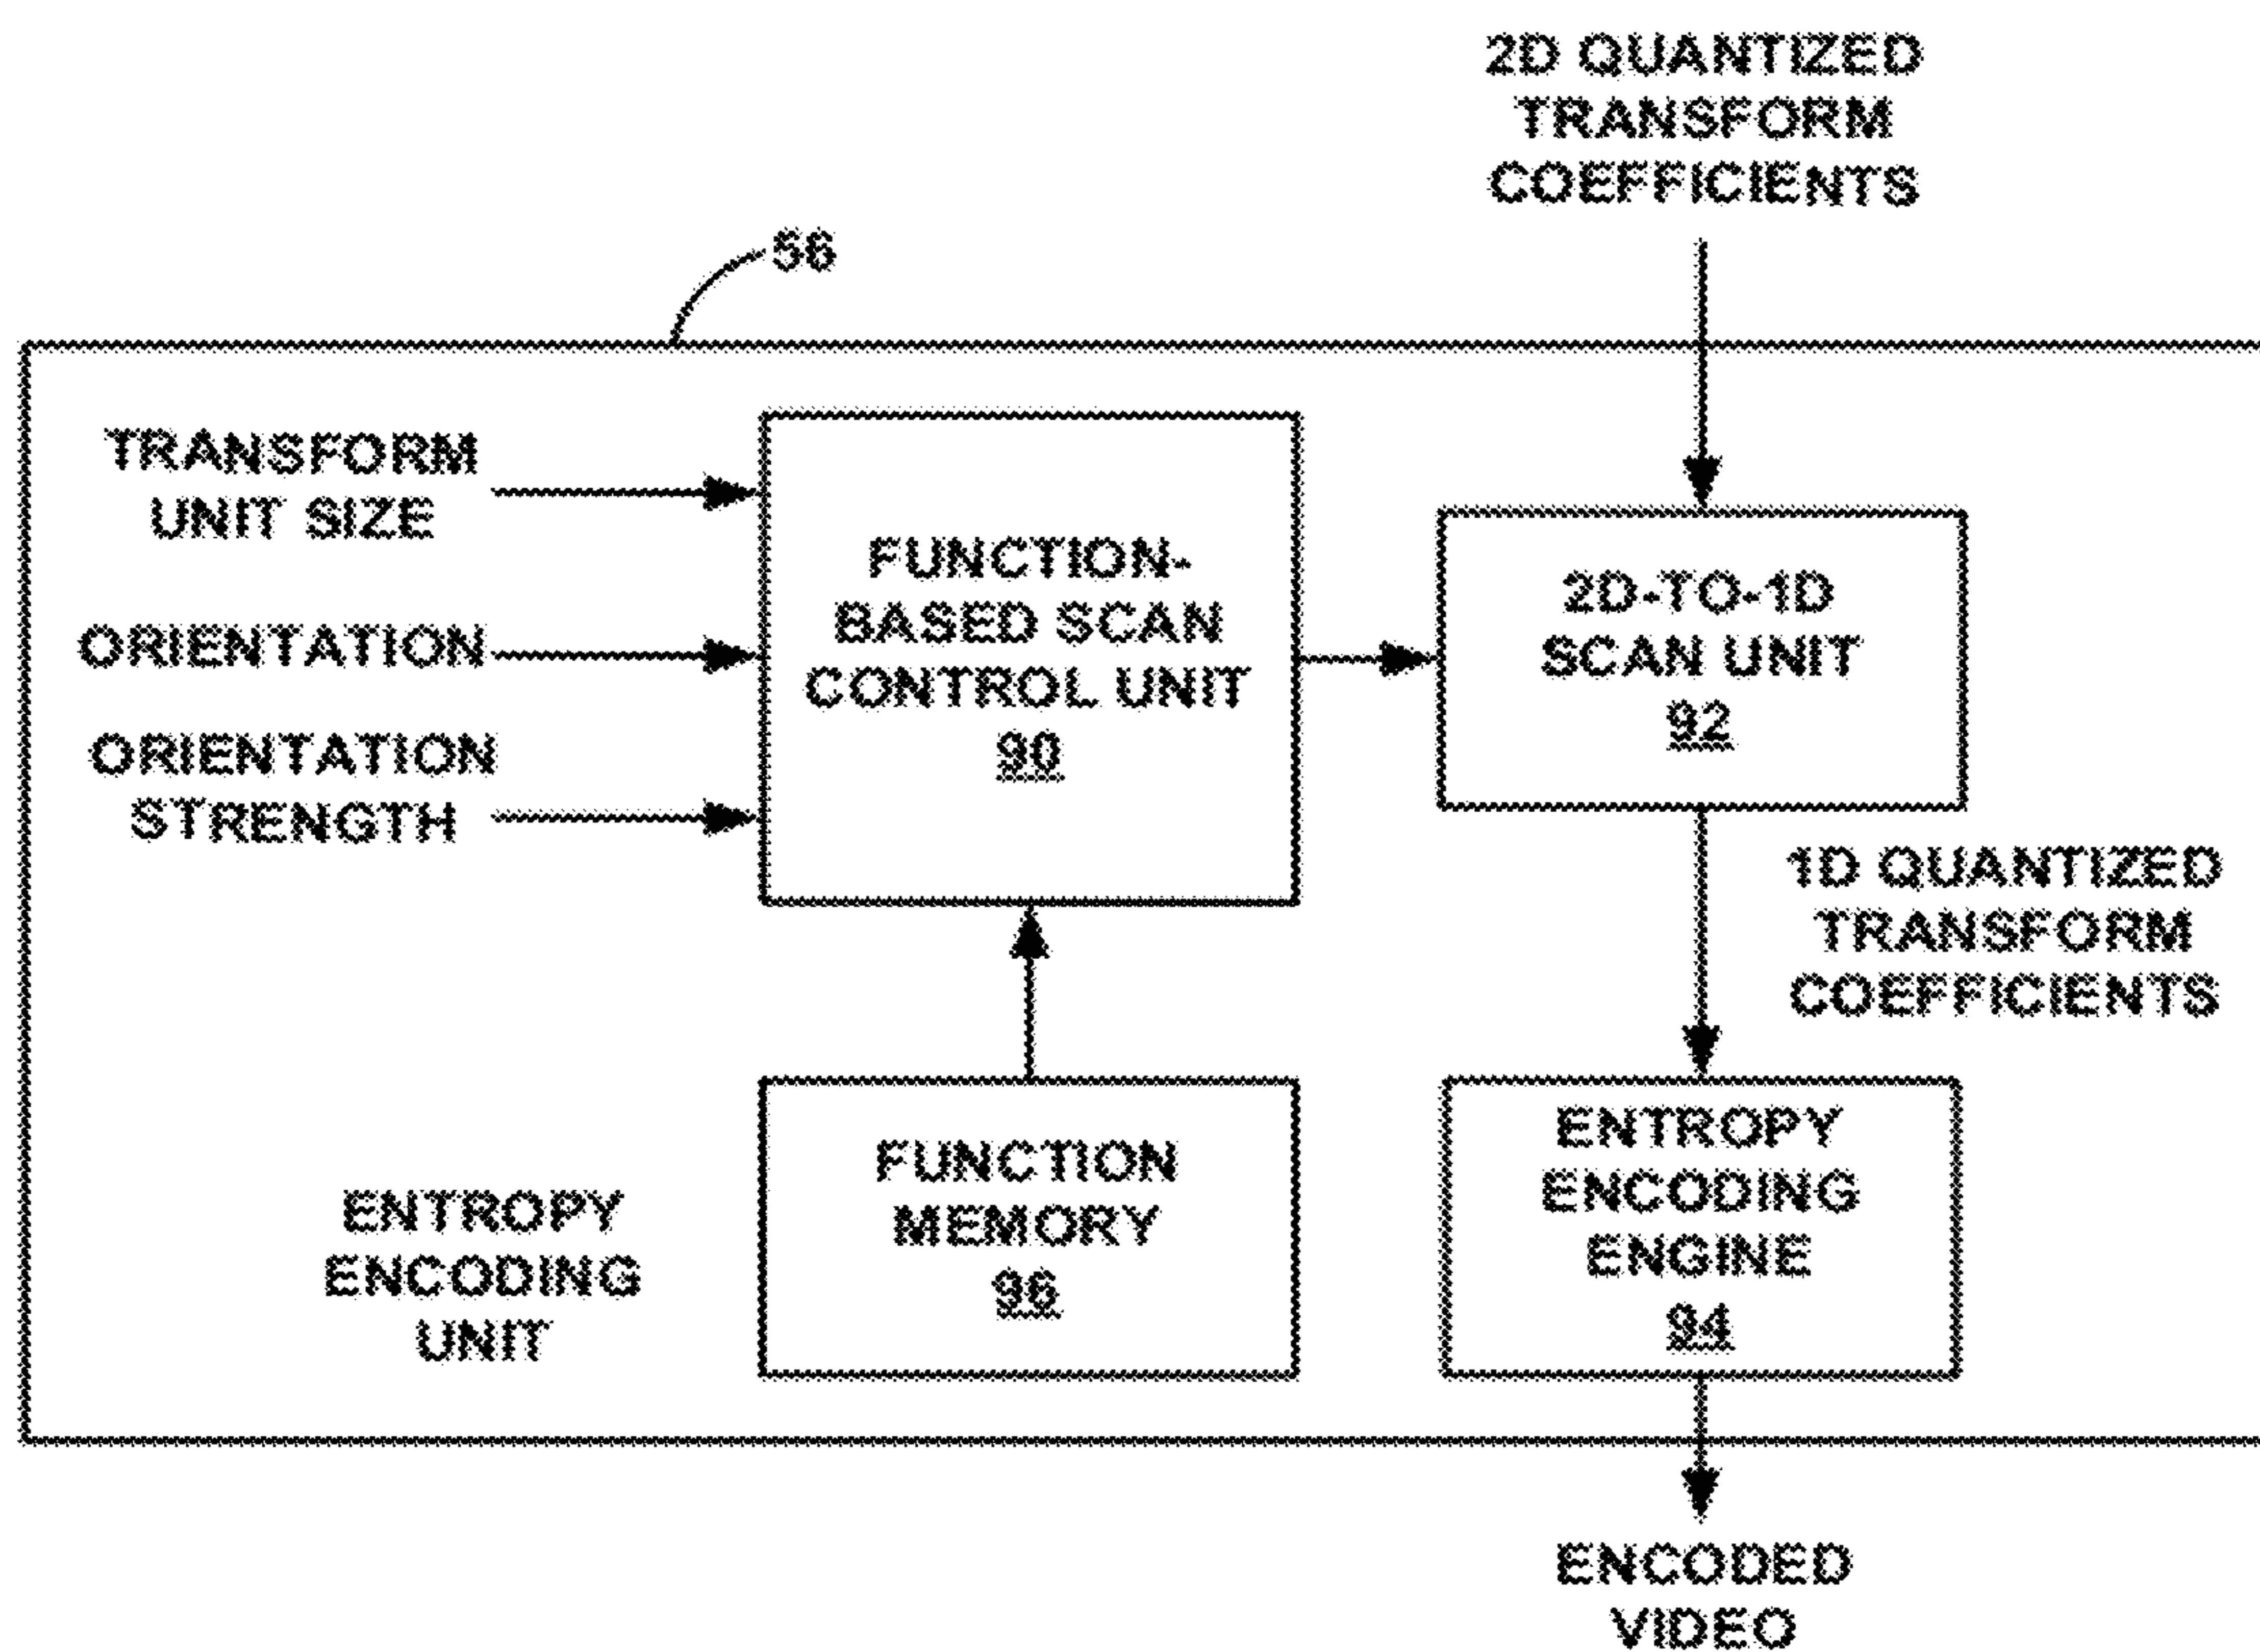 2D QUANTIZED
TRANSFORM
COEFFICIENTS
56
TRANSFORM
UNIT SIZE
ORIENTATION
ORIENTATION
STRENGTH
FUNCTION-
BASED SCAN
CONTROL UNIT
90
2D-TO-1D
SCAN UNIT
92
1D QUANTIZED
TRANSFORM
COEFFICIENTS
FUNCTION
MEMORY
96
ENTROPY
ENCODING
ENGINE
94
ENTROPY
ENCODING
UNIT
ENCODED
VIDEO